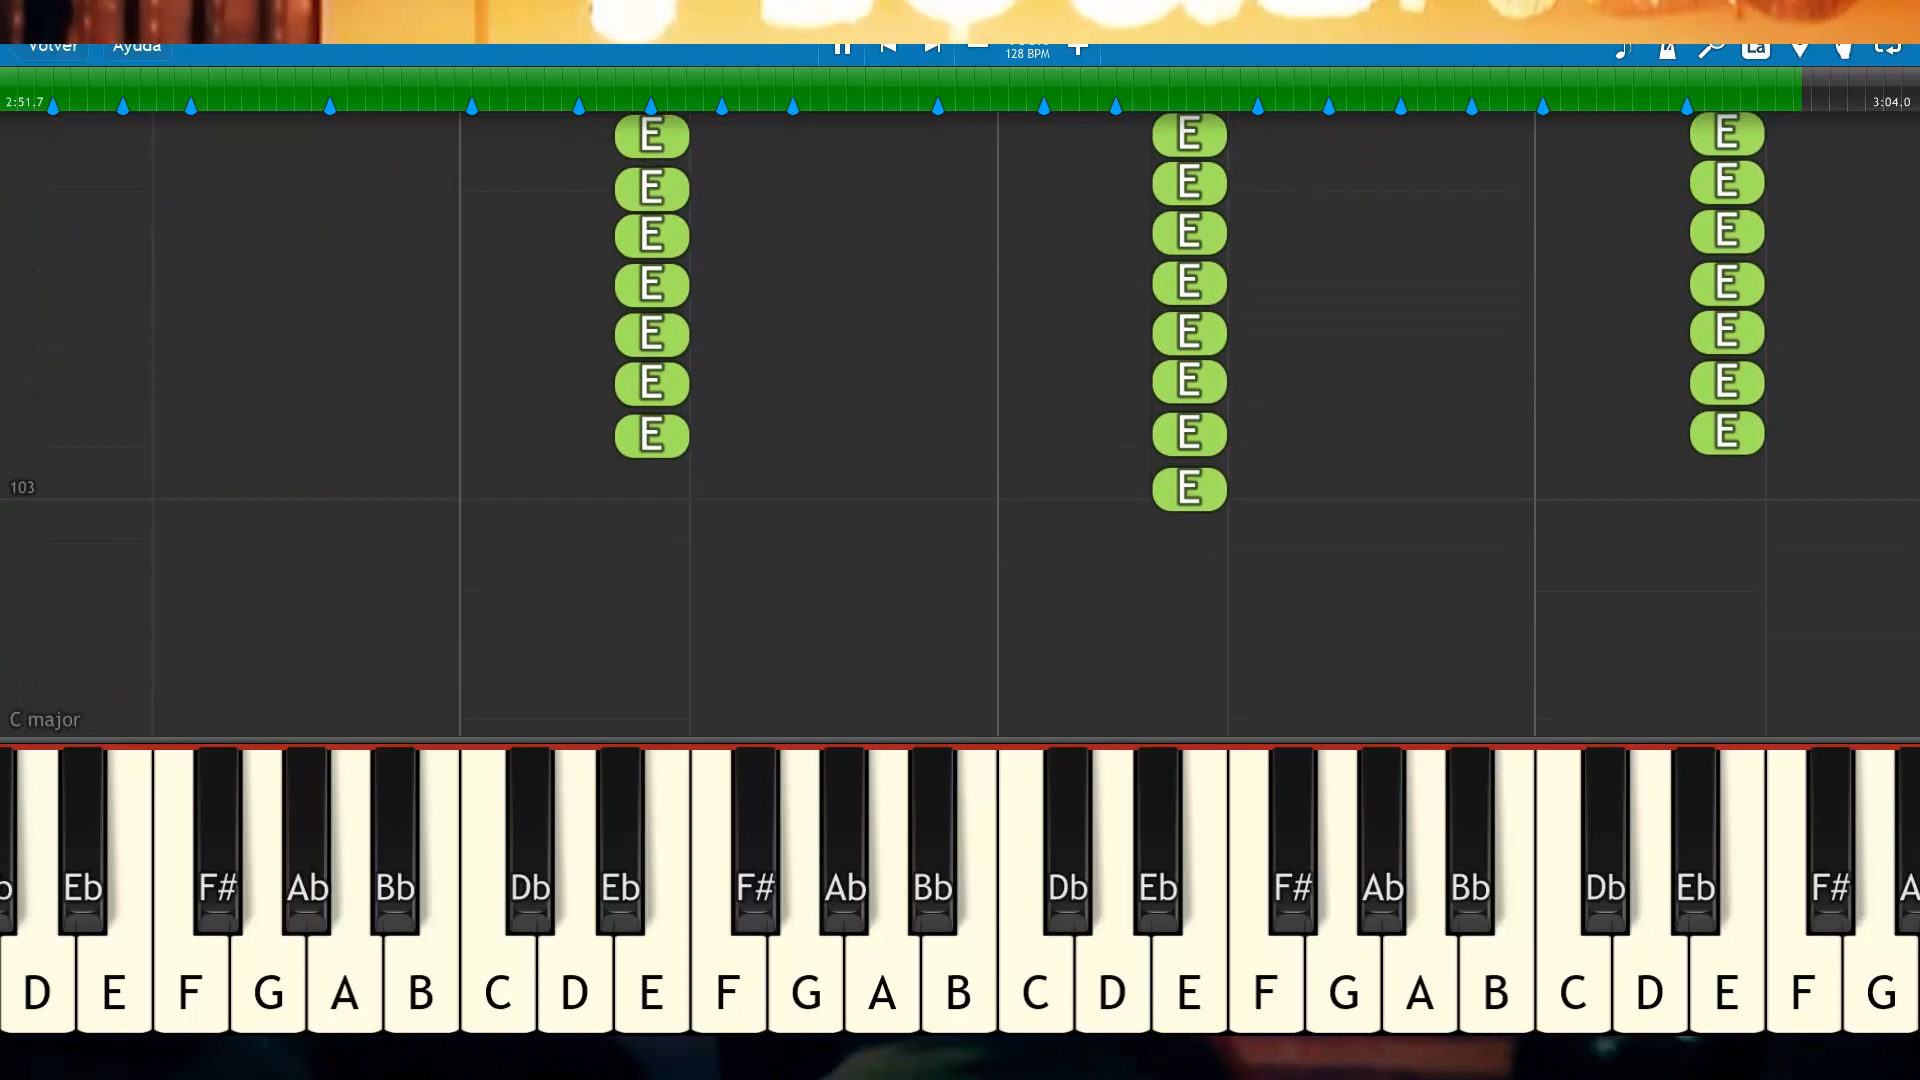 Volver Ayuda
128 BPM
La
2:51.7 3:04.0
E E E
E E E
E E E
E E E
E E E
E E E
E E E
E
103
C major
Eb F# Ab Bb Db Eb F# Ab Bb Db Eb F# Ab Bb Db Eb F# A
D E F G A B C D E F G A B C D E F G A B C D E F G